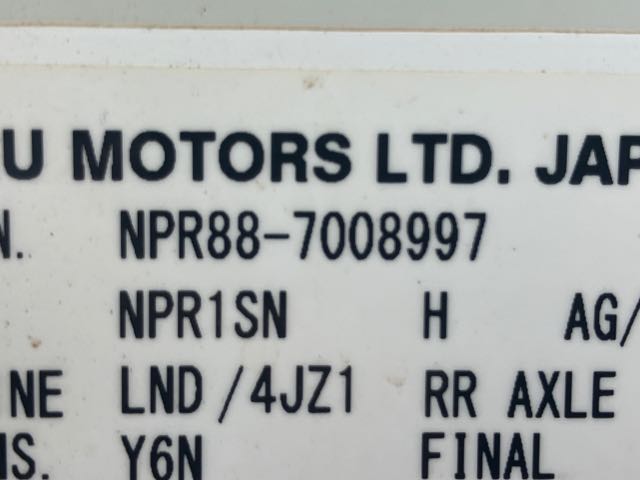 U MOTORS LTD. JAP
N. NPR88-7008997
NPR1SN H AG/
NE LND/4JZ1 RR AXLE
S. Y6N FINAL